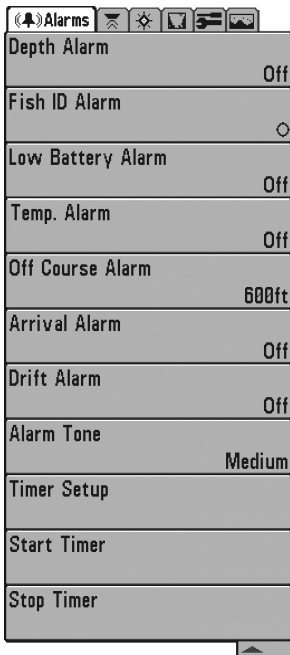 Alarms
Depth Alarm
Off
Fish ID Alarm
Low Battery Alarm
Off
Temp. Alarm
Off
Off Course Alarm
600ft
Arrival Alarm
Off
Drift Alarm
Off
Alarm Tone
Medium
Timer Setup
Start Timer
Stop Timer